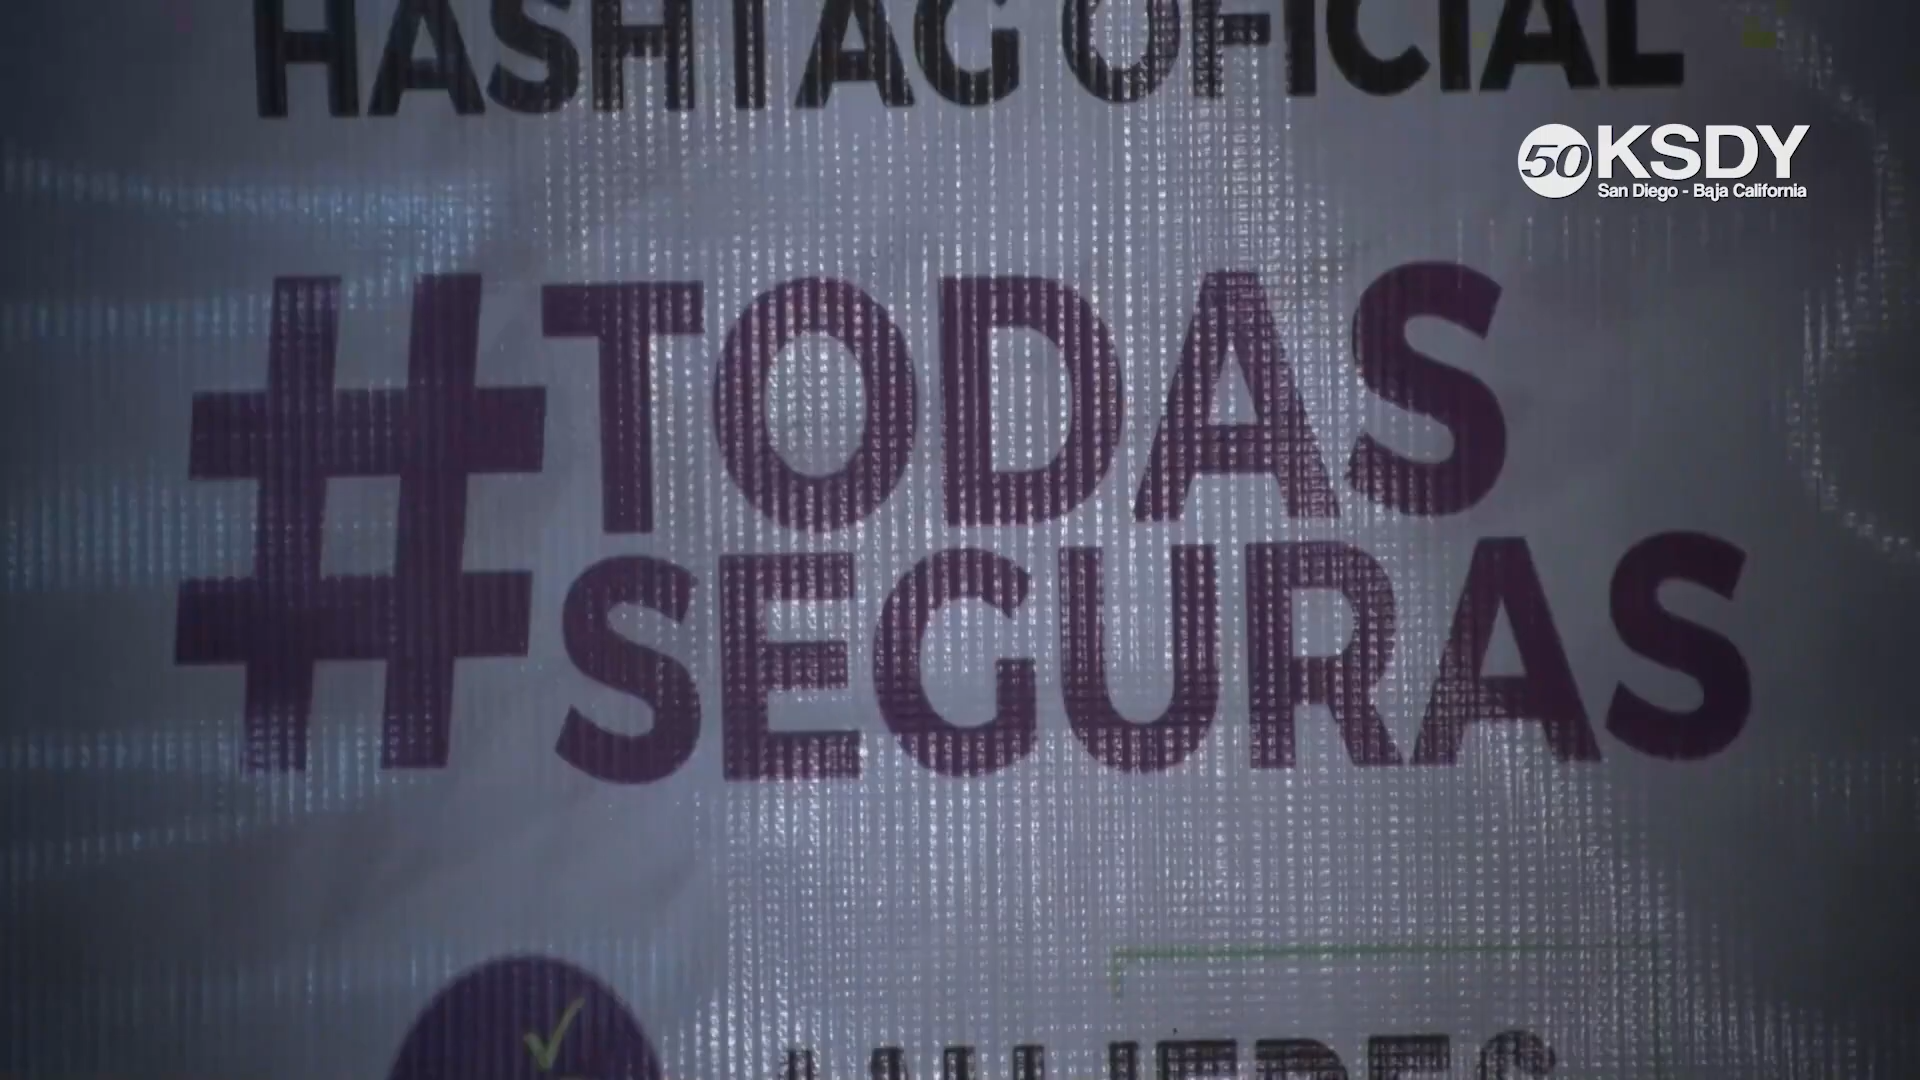 HASHTAG OFICIAL
50 KSDY
San Diego - Baja California
#TODAS
SEGURAS